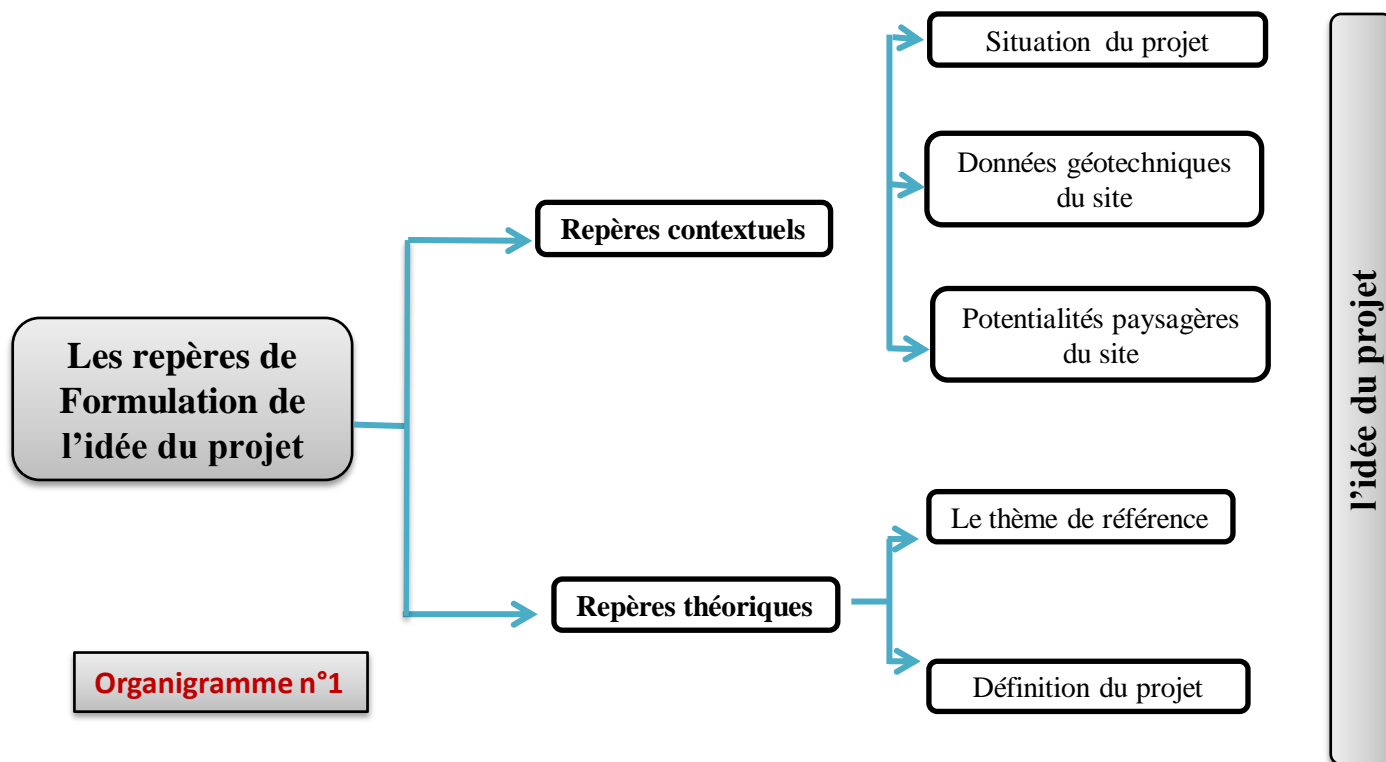 Situation du projet
Données géotechniques
du site
Repères contextuels
Potentialités paysagères
du site
Les repères de
Formulation de
l’idée du projet
Le thème de référence
Repères théoriques
Définition du projet
Organigramme n°1
l’idée du projet